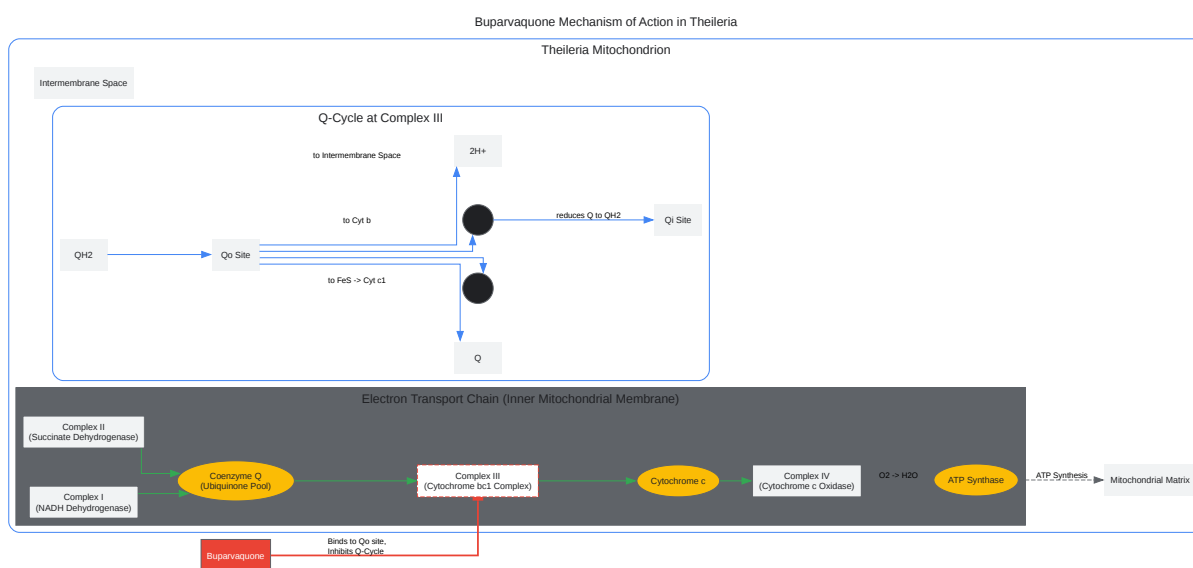 Buparvaquone Mechanism of Action in Theileria
Theileria Mitochondrion
Intermembrane Space
Q-Cycle at Complex III
2H+
to Intermembrane Space
to Cyt b
reduces Q to QH2
Qi Site
QH2
Qo Site
to FeS -> Cyt c1
Q
Electron Transport Chain (Inner Mitochondrial Membrane)
Complex II
(Succinate Dehydrogenase)
Complex I
(NADH Dehydrogenase)
Coenzyme Q
(Ubiquinone Pool)
Complex III
(Cytochrome bc1 Complex)
Cytochrome c
Complex IV
(Cytochrome c Oxidase)
O2 -> H2O
ATP Synthase
ATP Synthesis
Mitochondrial Matrix
Buparvaquone
Binds to Qo site,
Inhibits Q-Cycle